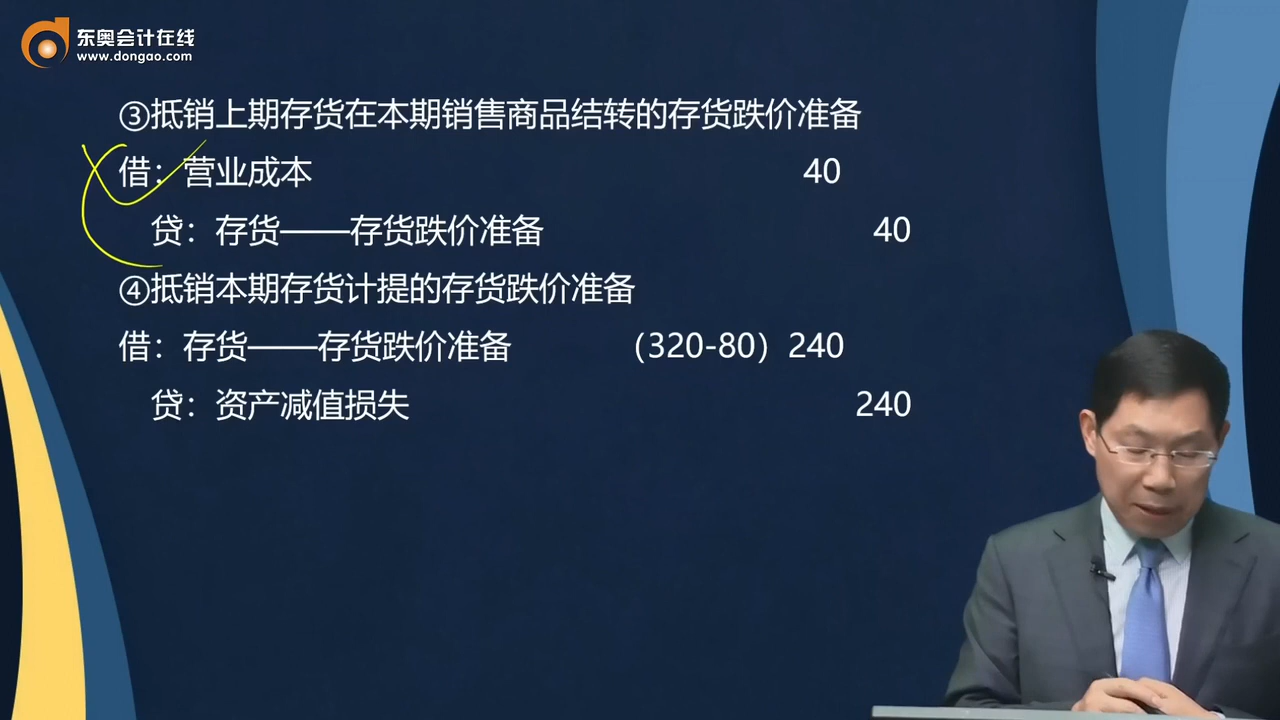 东奥会计在线
www.dongao.com
③抵销上期存货在本期销售商品结转的存货跌价准备
借：营业成本 40
贷：存货——存货跌价准备 40
④抵销本期存货计提的存货跌价准备
借：存货——存货跌价准备 （320-80）240
贷：资产减值损失 240